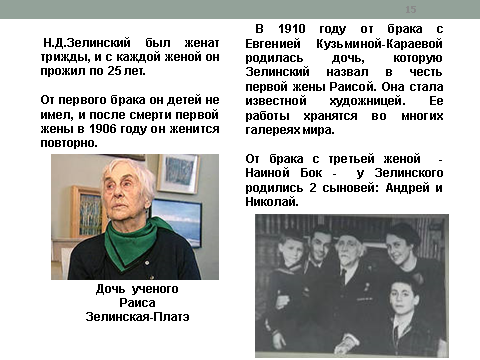 15
Н.Д.Зелинский был женат
трижды, и с каждой женой он
прожил по 25 лет.
От первого брака он детей не
имел, и после смерти первой
жены в 1906 году он женится
повторно.
Дочь ученого
Раиса
Зелинская-Платэ
В 1910 году от брака с
Евгенией Кузьминой-Караевой
родилась дочь, которую
Зелинский назвал в честь
первой жены Раисой. Она стала
известной художницей. Ее
работы хранятся во многих
галереях мира.
От брака с третьей женой -
Наиной Бок - у Зелинского
родились 2 сыновей: Андрей и
Николай.